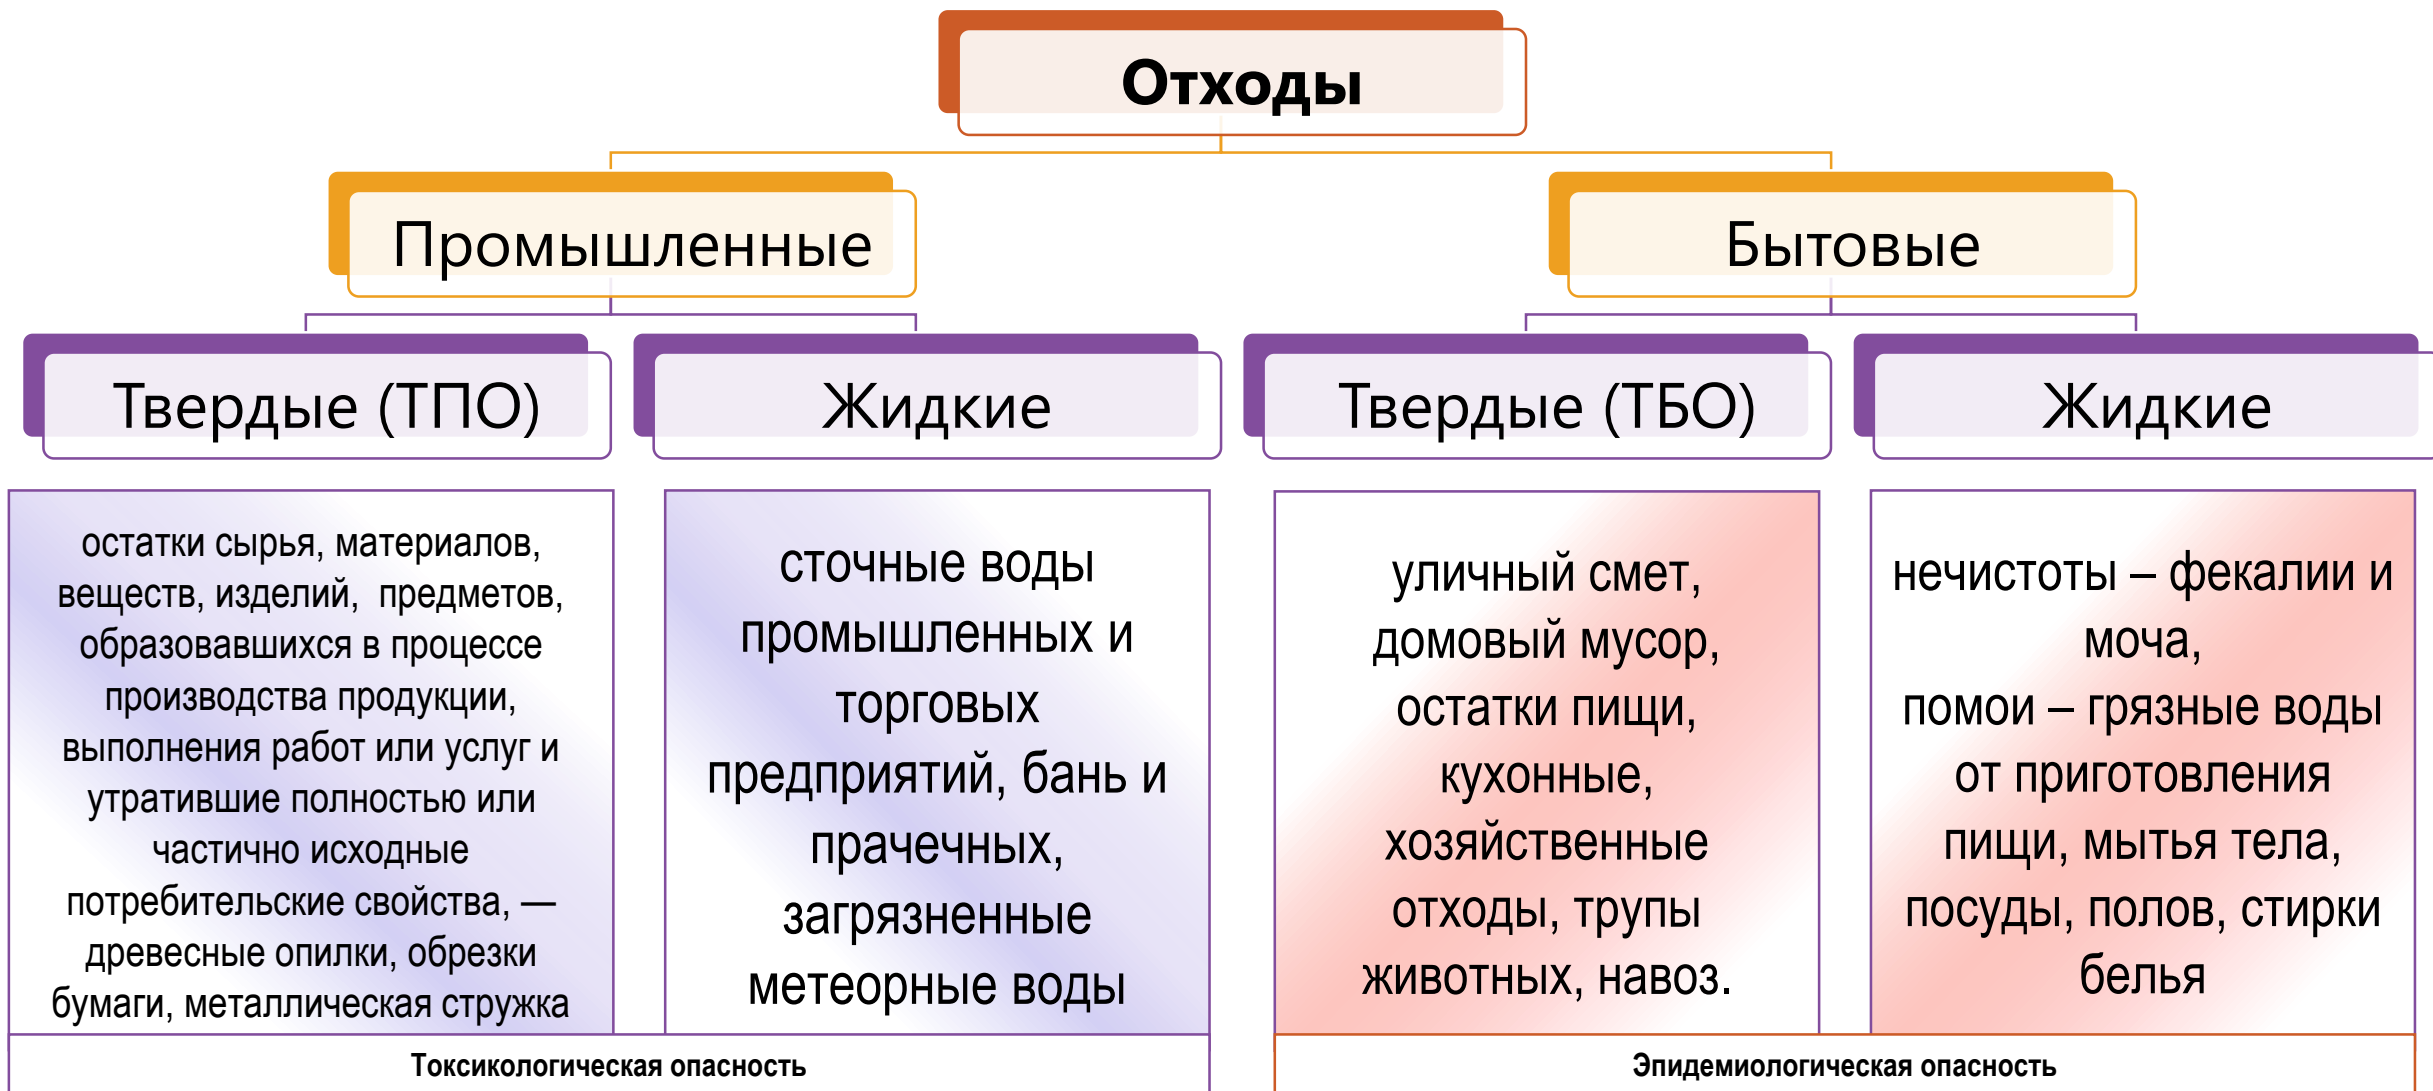 Отходы
Промышленные
Бытовые
Твердые (ТПО)
Жидкие
Твердые (ТБО)
Жидкие
остатки сырья, материалов,
веществ, изделий, предметов,
образовавшихся в процессе
производства продукции,
выполнения работ или услуг и
утратившие полностью или
частично исходные
потребительские свойства, —
древесные опилки, обрезки
бумаги, металлическая стружка
сточные воды
промышленных и
торговых
предприятий, бань и
прачечных,
загрязненные
метеорные воды
уличный смет,
домовый мусор,
остатки пищи,
кухонные,
хозяйственные
отходы, трупы
животных, навоз.
нечистоты – фекалии и
моча,
помои – грязные воды
от приготовления
пищи, мытья тела,
посуды, полов, стирки
белья
Токсикологическая опасность
Эпидемиологическая опасность